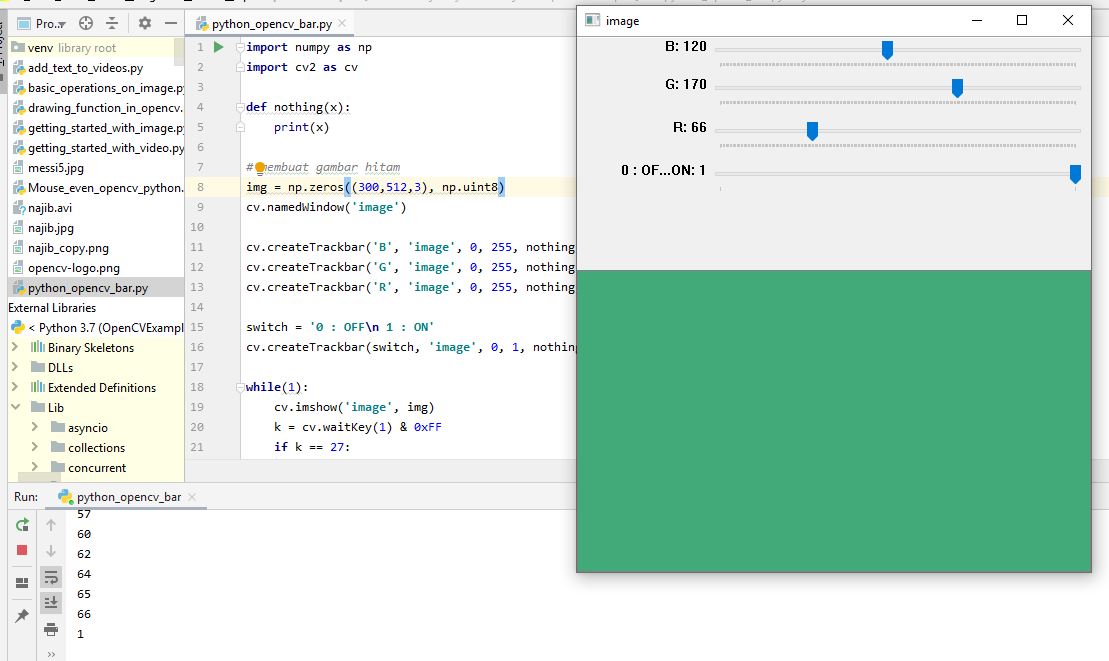 Pro...
python_opencv_bar.py
venv library root
add_text_to_videos.py
basic_operations_on_image.py
drawing_function_in_opencv.
getting_started_with_image.py
getting_started_with_video.py
messi5.jpg
Mouse_even_opencv_python.
najib.avi
najib.jpg
najib_copy.png
opencv-logo.png
python_opencv_bar.py
External Libraries
< Python 3.7 (OpenCVExampl
Binary Skeletons
DLLs
Extended Definitions
Lib
asyncio
collections
concurrent
1 import numpy as np
2 import cv2 as cv
3
4 def nothing(x):
5 print(x)
6
7 #membuat gambar hitam
8 img = np.zeros((300,512,3), np.uint8)
9 cv.namedWindow('image')
10
11 cv.createTrackbar('B', 'image', 0, 255, nothing
12 cv.createTrackbar('G', 'image', 0, 255, nothing
13 cv.createTrackbar('R', 'image', 0, 255, nothing
14
15 switch = '0 : OFF\n 1 : ON'
16 cv.createTrackbar(switch, 'image', 0, 1, nothing
17
18 while(1):
19 cv.imshow('image', img)
20 k = cv.waitKey(1) & 0xFF
21 if k == 27:
image
B: 120
G: 170
R: 66
0 : OF...ON: 1
Run: python_opencv_bar
57
60
62
64
65
66
1